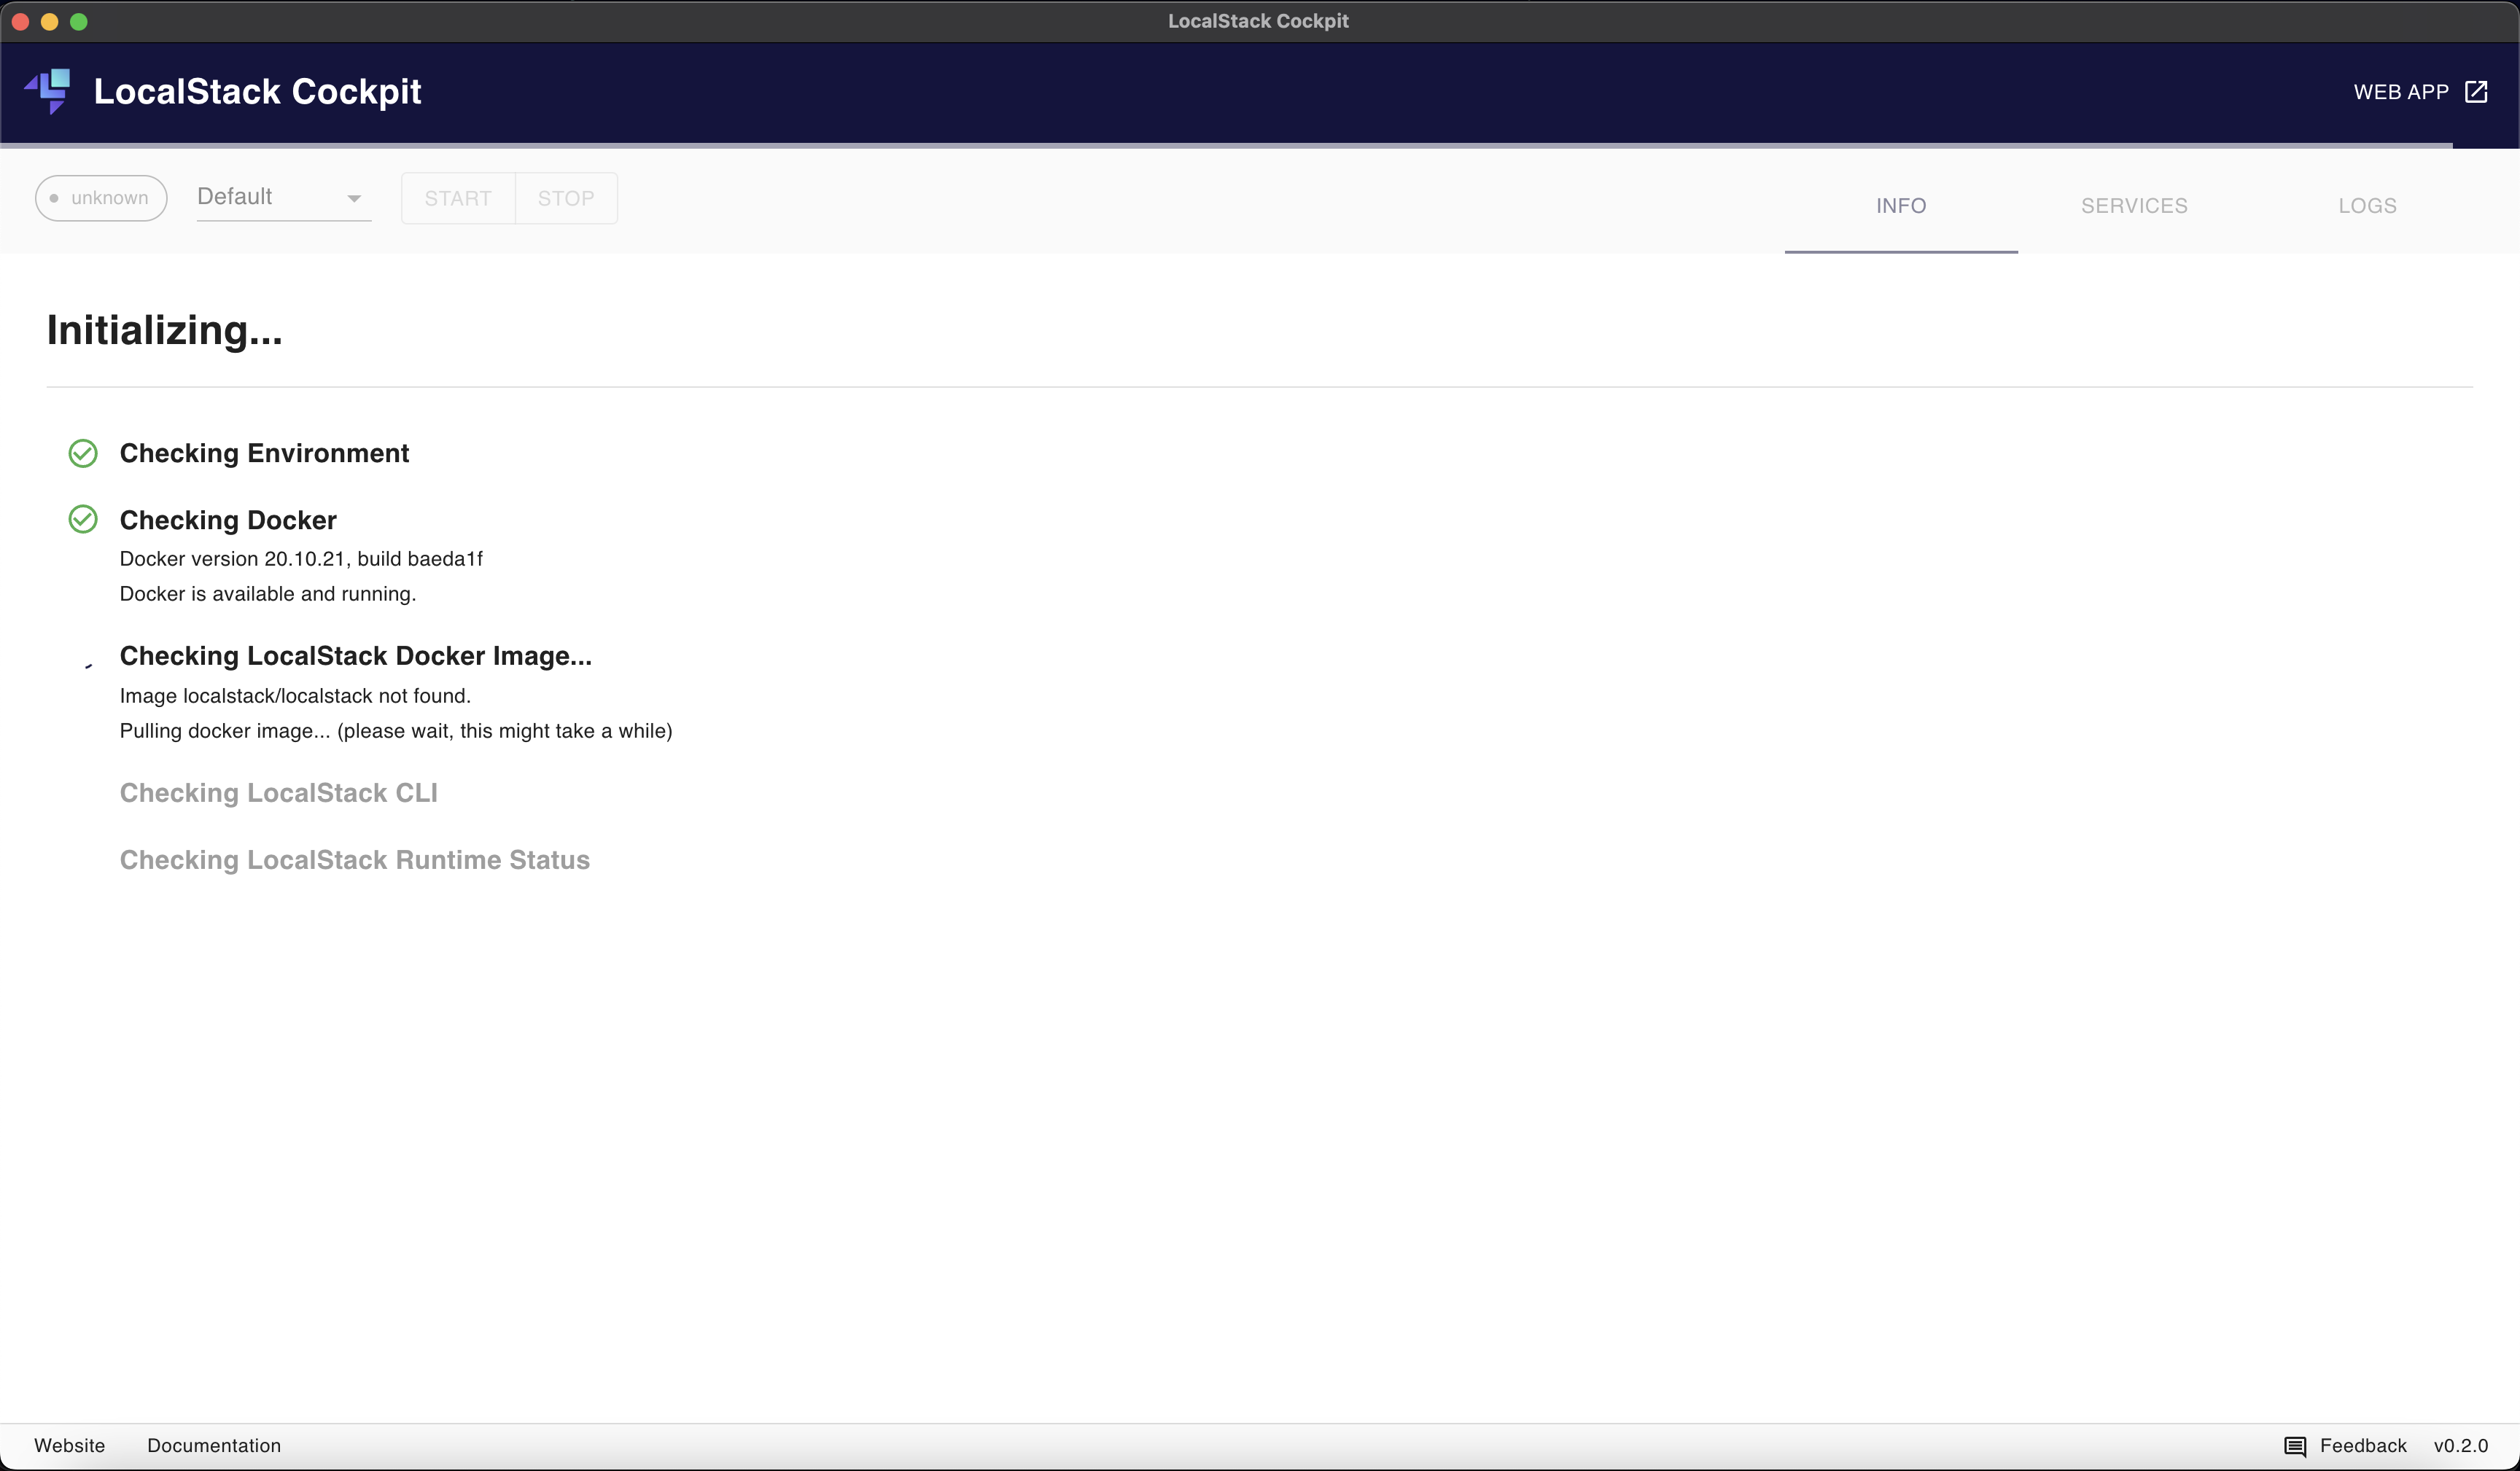 LocalStack Cockpit
LocalStack Cockpit
WEB APP
unknown
Default
START
STOP
INFO
SERVICES
LOGS
Initializing...
Checking Environment
Checking Docker
Docker version 20.10.21, build baeda1f
Docker is available and running.
Checking LocalStack Docker Image...
Image localstack/localstack not found.
Pulling docker image... (please wait, this might take a while)
Checking LocalStack CLI
Checking LocalStack Runtime Status
Website
Documentation
Feedback
v0.2.0